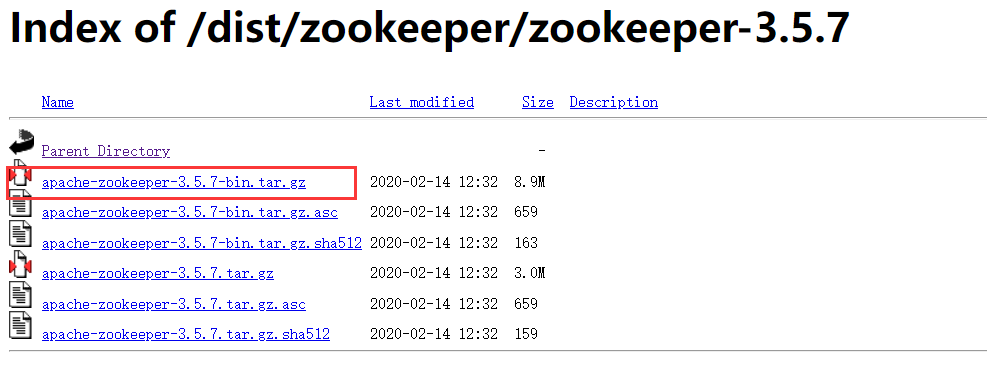 Index of /dist/zookeeper/zookeeper-3.5.7
Name Last modified Size Description
Parent Directory -
apache-zookeeper-3.5.7-bin.tar.gz 2020-02-14 12:32 8.9M
apache-zookeeper-3.5.7-bin.tar.gz.asc 2020-02-14 12:32 659
apache-zookeeper-3.5.7-bin.tar.gz.sha512 2020-02-14 12:32 163
apache-zookeeper-3.5.7.tar.gz 2020-02-14 12:32 3.0M
apache-zookeeper-3.5.7.tar.gz.asc 2020-02-14 12:32 659
apache-zookeeper-3.5.7.tar.gz.sha512 2020-02-14 12:32 159